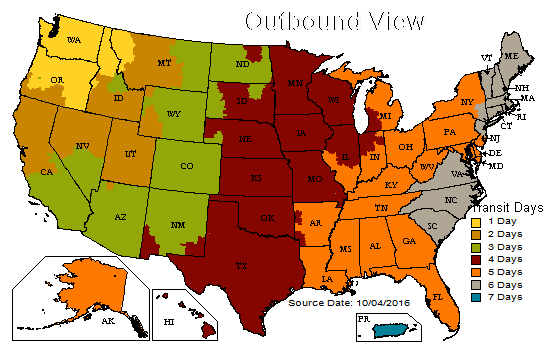 Outbound View
WA
OR
MT
ID
WY
ND
SD
NE
MN
WI
IA
IL
IN
MI
OH
PA
NY
VT
ME
NH
MA
RI
CT
NJ
DE
MD
WV
VA
NC
SC
KY
TN
GA
AL
MS
FL
LA
AR
MO
KS
OK
TX
NM
CO
UT
AZ
NV
CA
AK
HI
PR
Transit Days
1 Day
2 Days
3 Days
4 Days
5 Days
6 Days
7 Days
Source Date: 10/04/2016